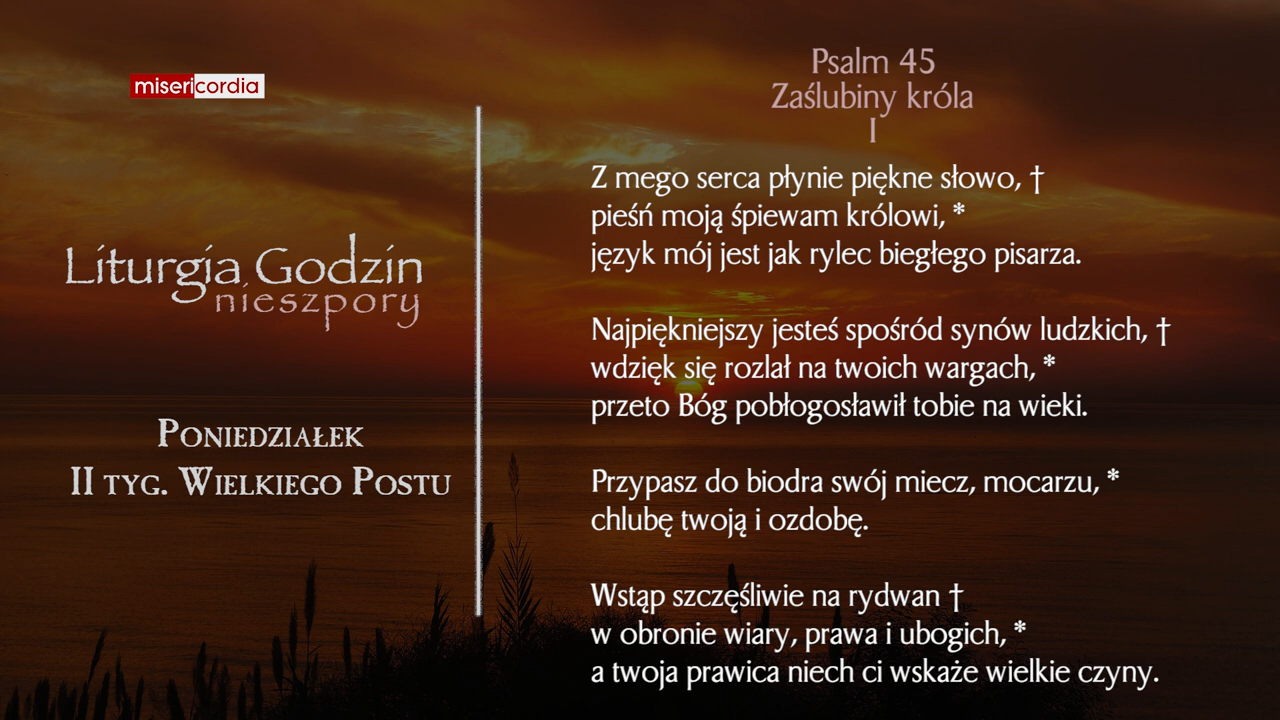 misericordia
Liturgia Godzin
nieszpory
Poniedziałek
II tyg. Wielkiego Postu
Psalm 45
Zaślubiny króla
I
Z mego serca płynie piękne słowo, †
pieśń moją śpiewam królowi, *
język mój jest jak rylec biegłego pisarza.
Najpiękniejszy jesteś spośród synów ludzkich, †
wdzięk się rozlał na twoich wargach, *
przeto Bóg pobłogosławił tobie na wieki.
Przypasz do biodra swój miecz, mocarzu, *
chlubę twoją i ozdobę.
Wstąp szczęśliwie na rydwan †
w obronie wiary, prawa i ubogich, *
a twoja prawica niech ci wskaże wielkie czyny.